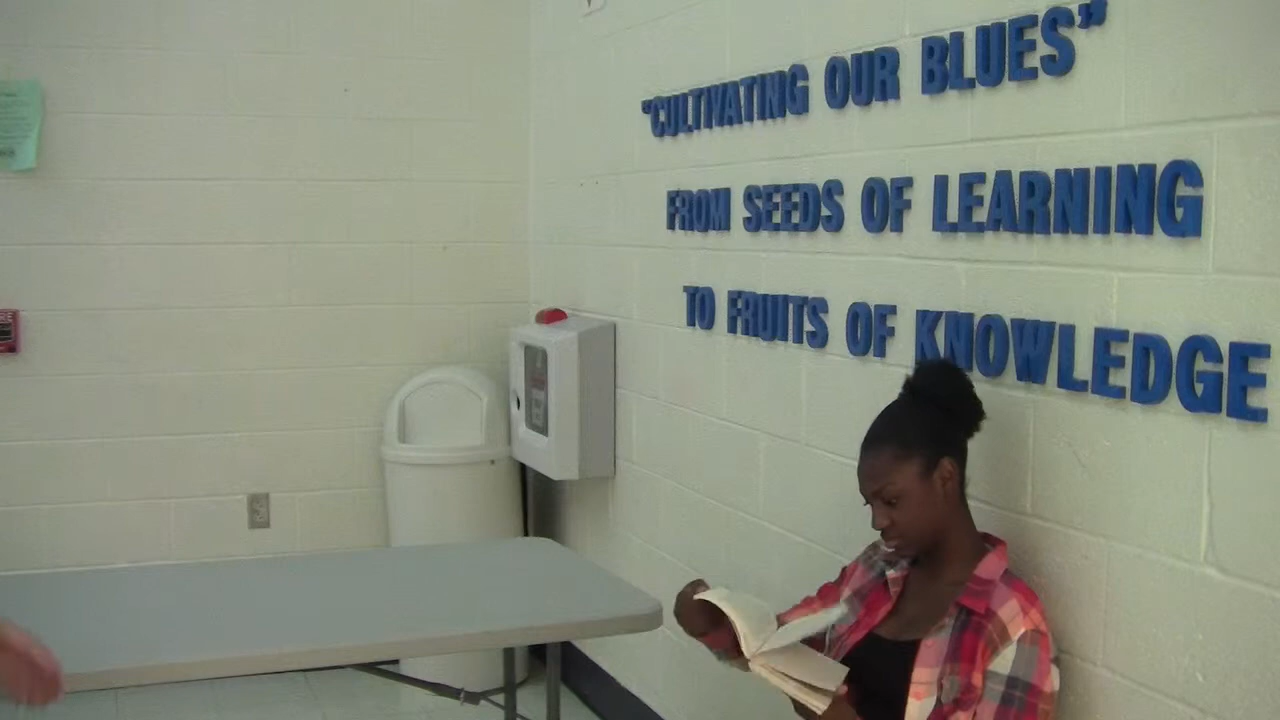 "CULTIVATING OUR BLUES"
FROM SEEDS OF LEARNING
TO FRUITS OF KNOWLEDGE